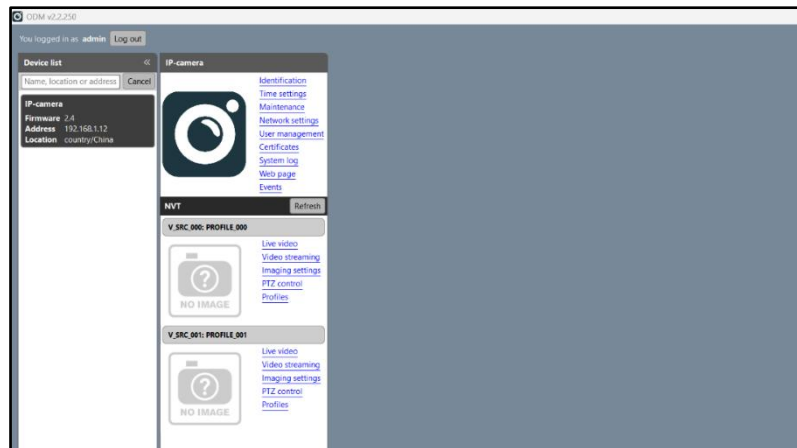 ODM v2.2.250
You logged in as admin Log out
Device list «
Name, location or address Cancel
IP-camera
Firmware 2.4
Address 192.168.1.12
Location country/China
IP-camera
Identification
Time settings
Maintenance
Network settings
User management
Certificates
System log
Web page
Events
NVT Refresh
V_SRC_000: PROFILE_000
NO IMAGE
Live video
Video streaming
Imaging settings
PTZ control
Profiles
V_SRC_001: PROFILE_001
NO IMAGE
Live video
Video streaming
Imaging settings
PTZ control
Profiles